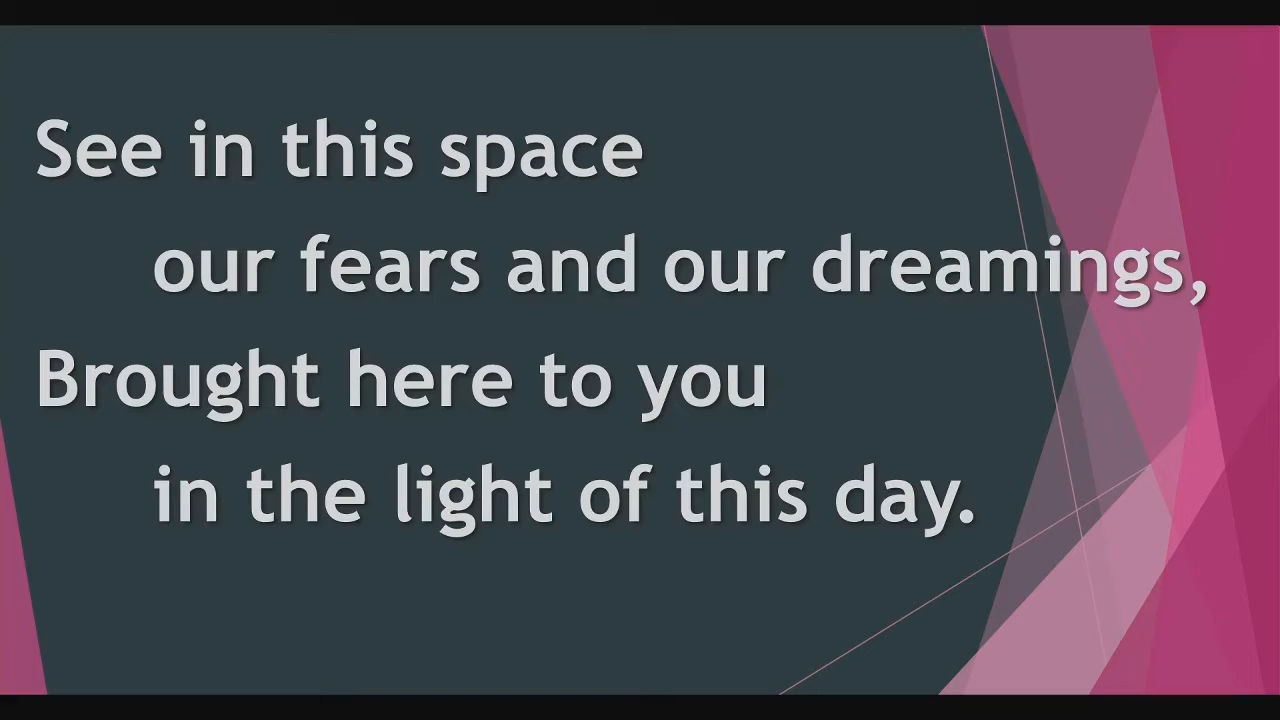 See in this space
our fears and our dreamings,
Brought here to you
in the light of this day.